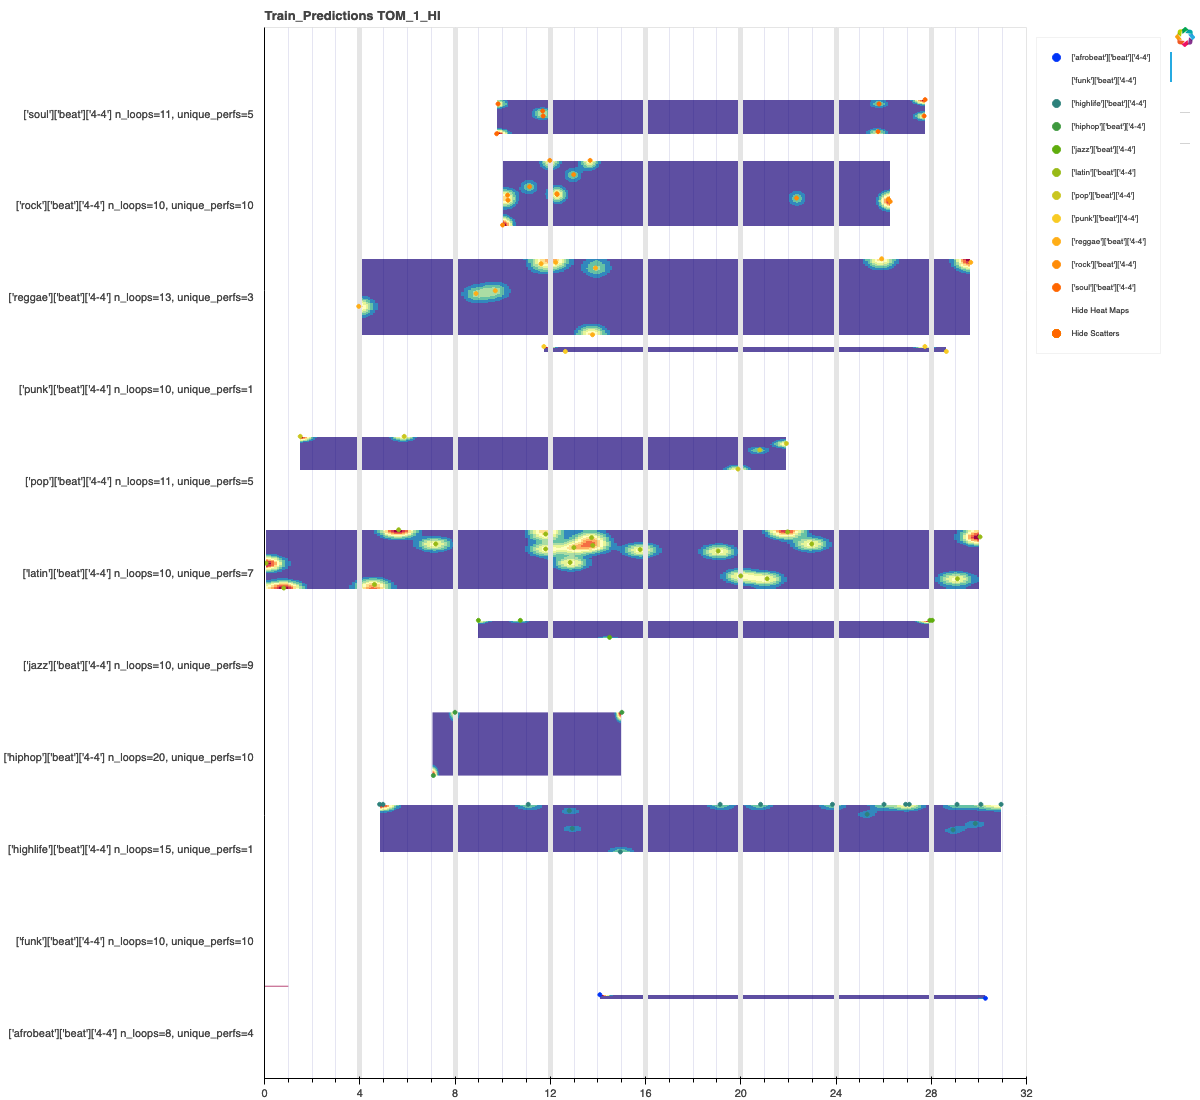 Train_Predictions TOM_1_HI
['soul']['beat']['4-4'] n_loops=11, unique_perfs=5
['rock']['beat']['4-4'] n_loops=10, unique_perfs=10
['reggae']['beat']['4-4'] n_loops=13, unique_perfs=3
['punk']['beat']['4-4'] n_loops=10, unique_perfs=1
['pop']['beat']['4-4'] n_loops=11, unique_perfs=5
['latin']['beat']['4-4'] n_loops=10, unique_perfs=7
['jazz']['beat']['4-4'] n_loops=10, unique_perfs=9
['hiphop']['beat']['4-4'] n_loops=20, unique_perfs=10
['highlife']['beat']['4-4'] n_loops=15, unique_perfs=1
['funk']['beat']['4-4'] n_loops=10, unique_perfs=10
['afrobeat']['beat']['4-4'] n_loops=8, unique_perfs=4
0 4 8 12 16 20 24 28 32
['afrobeat']['beat']['4-4']
['funk']['beat']['4-4']
['highlife']['beat']['4-4']
['hiphop']['beat']['4-4']
['jazz']['beat']['4-4']
['latin']['beat']['4-4']
['pop']['beat']['4-4']
['punk']['beat']['4-4']
['reggae']['beat']['4-4']
['rock']['beat']['4-4']
['soul']['beat']['4-4']
Hide Heat Maps
Hide Scatters